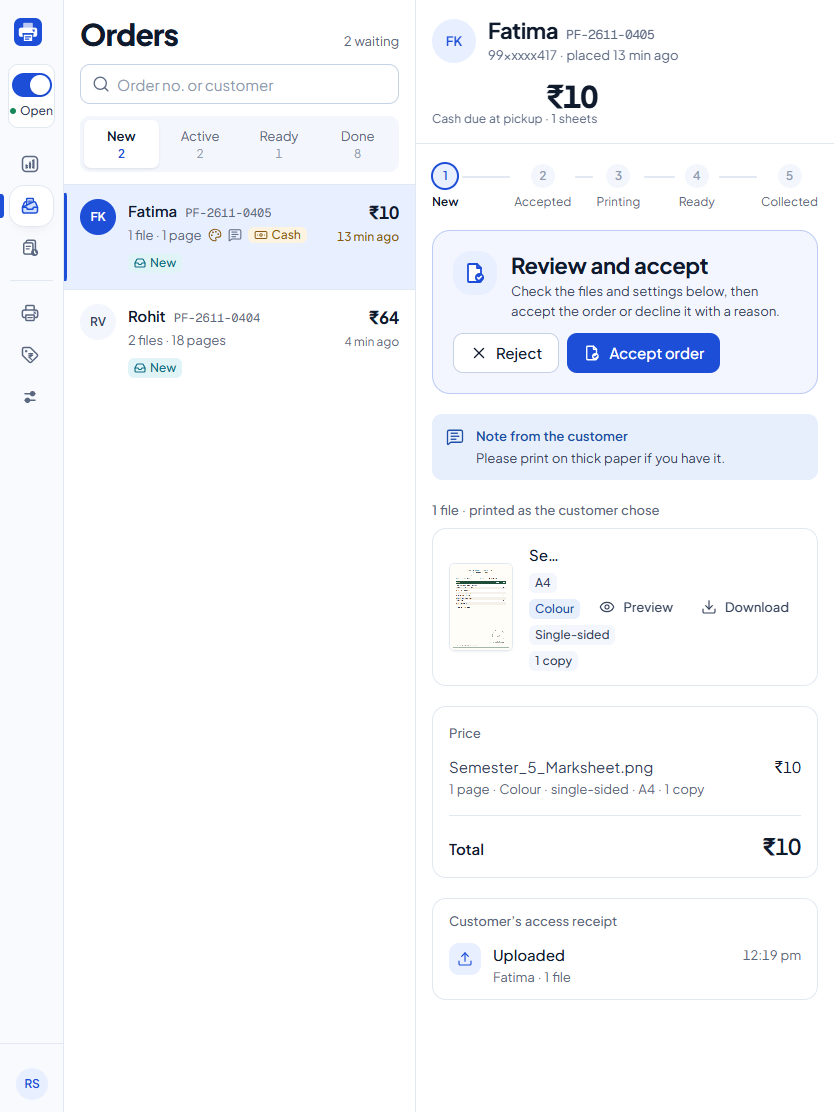 Open
RS
Orders
2 waiting
Order no. or customer
New
2
Active
2
Ready
1
Done
8
FK
Fatima PF-2611-0405
₹10
1 file · 1 page
Cash
13 min ago
New
RV
Rohit PF-2611-0404
₹64
2 files · 18 pages
4 min ago
New
FK
Fatima PF-2611-0405
99xxxxx417 · placed 13 min ago
₹10
Cash due at pickup · 1 sheets
1
New
2
Accepted
3
Printing
4
Ready
5
Collected
Review and accept
Check the files and settings below, then
accept the order or decline it with a reason.
Reject
Accept order
Note from the customer
Please print on thick paper if you have it.
1 file · printed as the customer chose
Se...
A4
Colour
Single-sided
1 copy
Preview
Download
Price
Semester_5_Marksheet.png
₹10
1 page · Colour · single-sided · A4 · 1 copy
Total
₹10
Customer's access receipt
Uploaded
12:19 pm
Fatima · 1 file